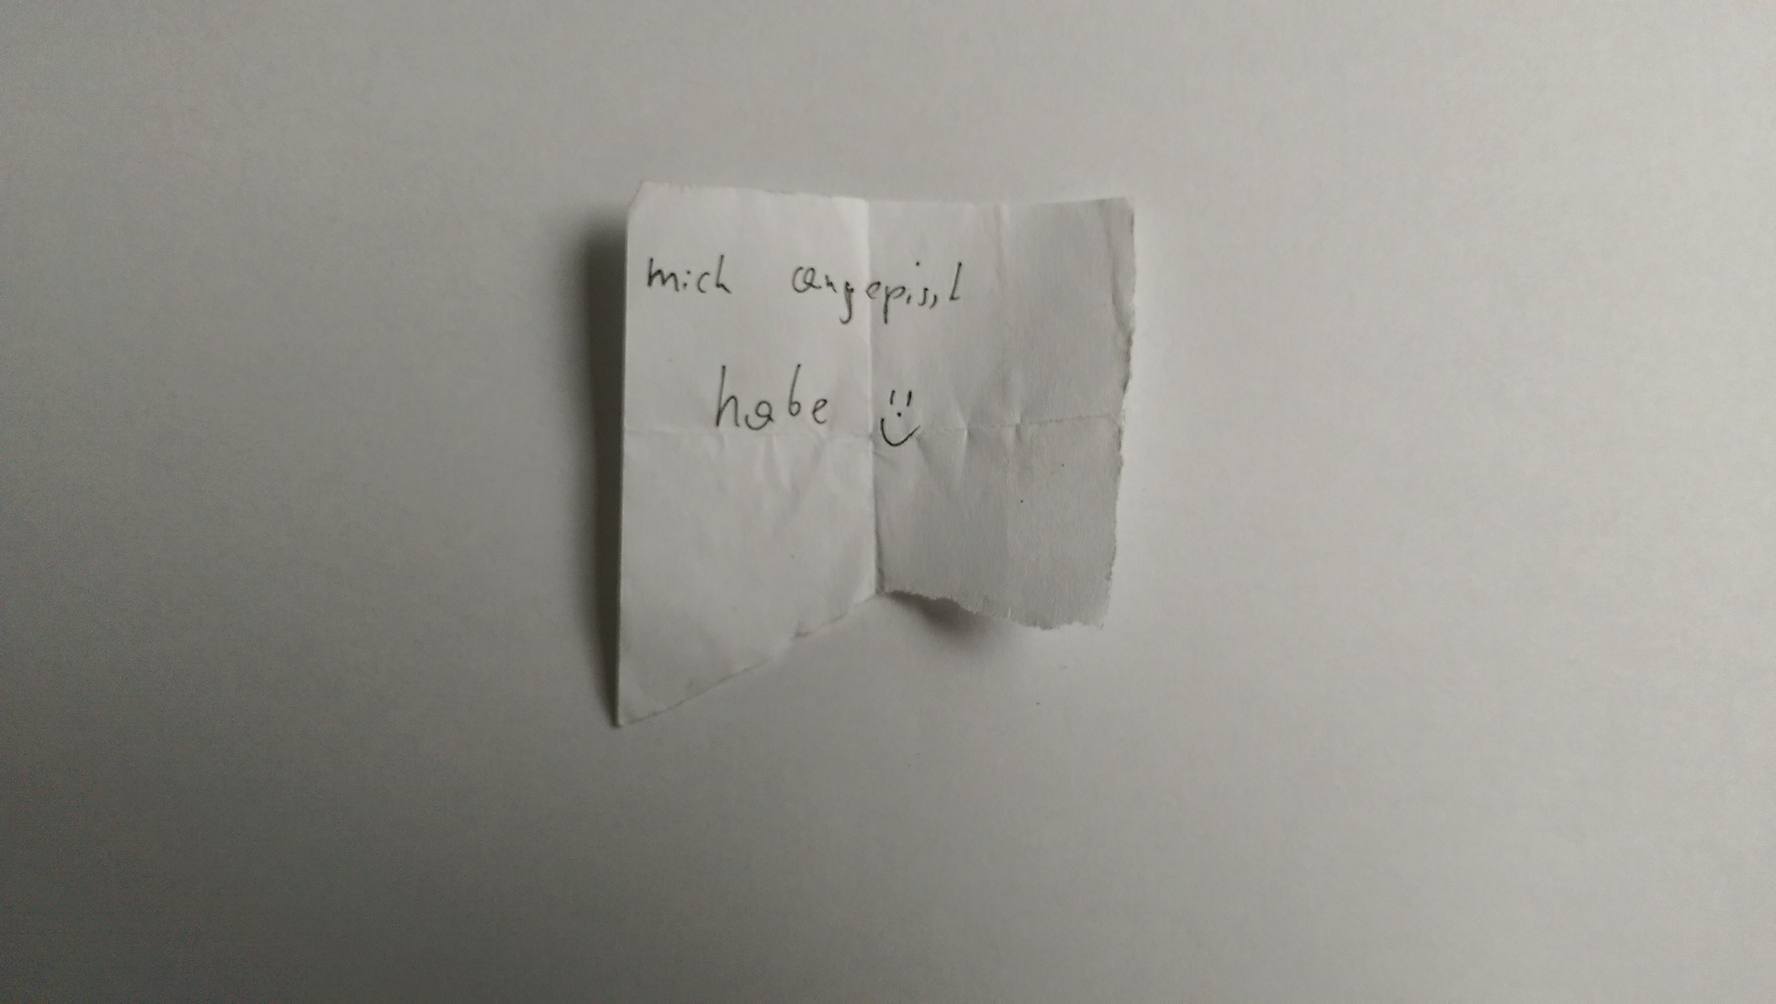 mich angepisst
habe :)